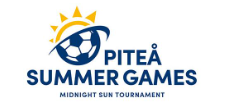 PITEÅ
SUMMER GAMES
MIDNIGHT SUN TOURNAMENT